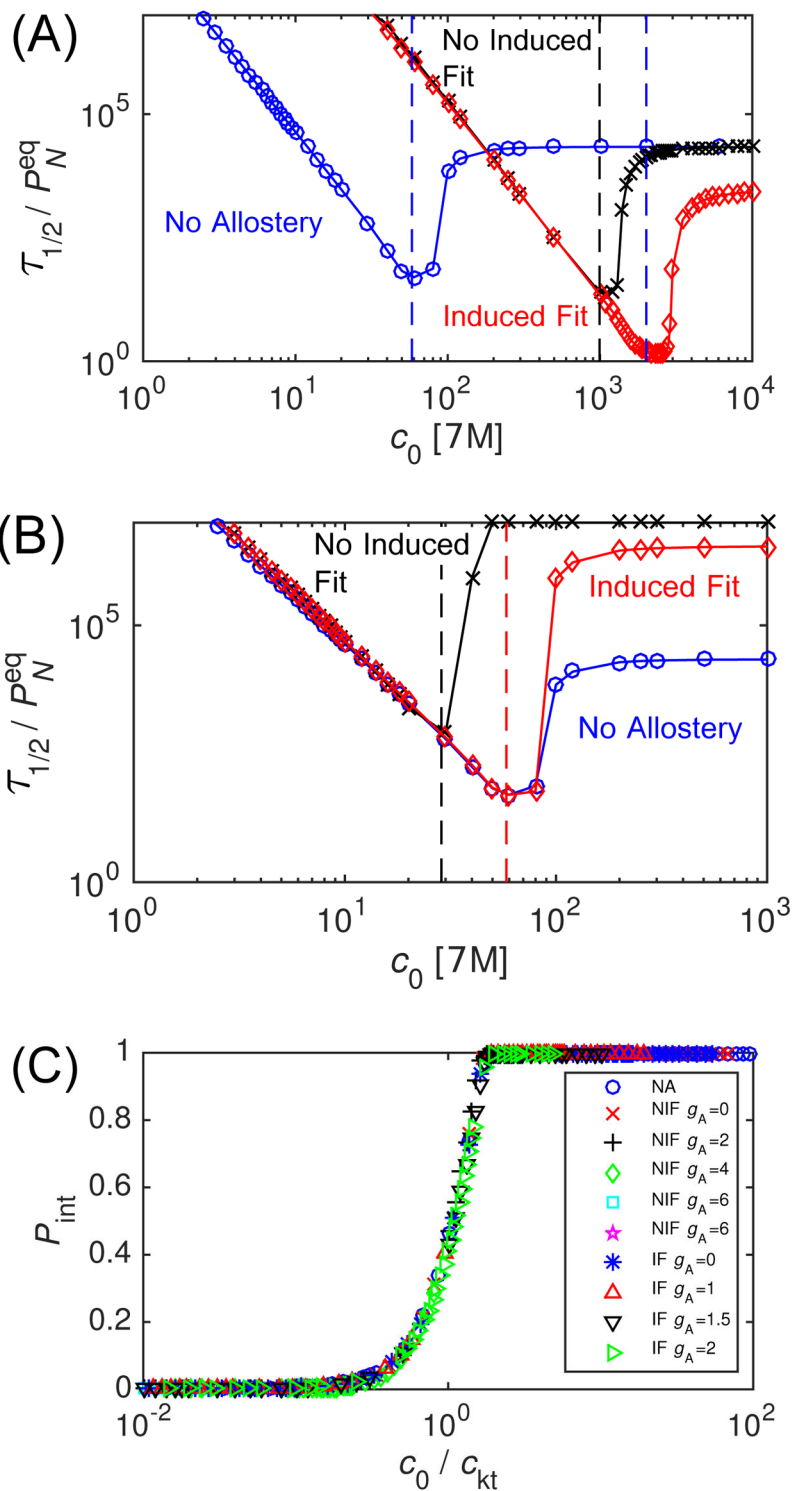 (A)
No Induced
Fit
No Allostery
Induced Fit
τ1/2 / PNeq
10^5
10^0
10^0 10^1 10^2 10^3 10^4
c0 [7M]
(B)
No Induced
Fit
Induced Fit
No Allostery
τ1/2 / PNeq
10^5
10^0
10^0 10^1 10^2 10^3
c0 [7M]
(C)
1
0.8
0.6
0.4
0.2
0
Pint
NA
NIF gA=0
NIF gA=2
NIF gA=4
NIF gA=6
NIF gA=6
IF gA=0
IF gA=1
IF gA=1.5
IF gA=2
10^-2 10^0 10^2
c0 / ckt